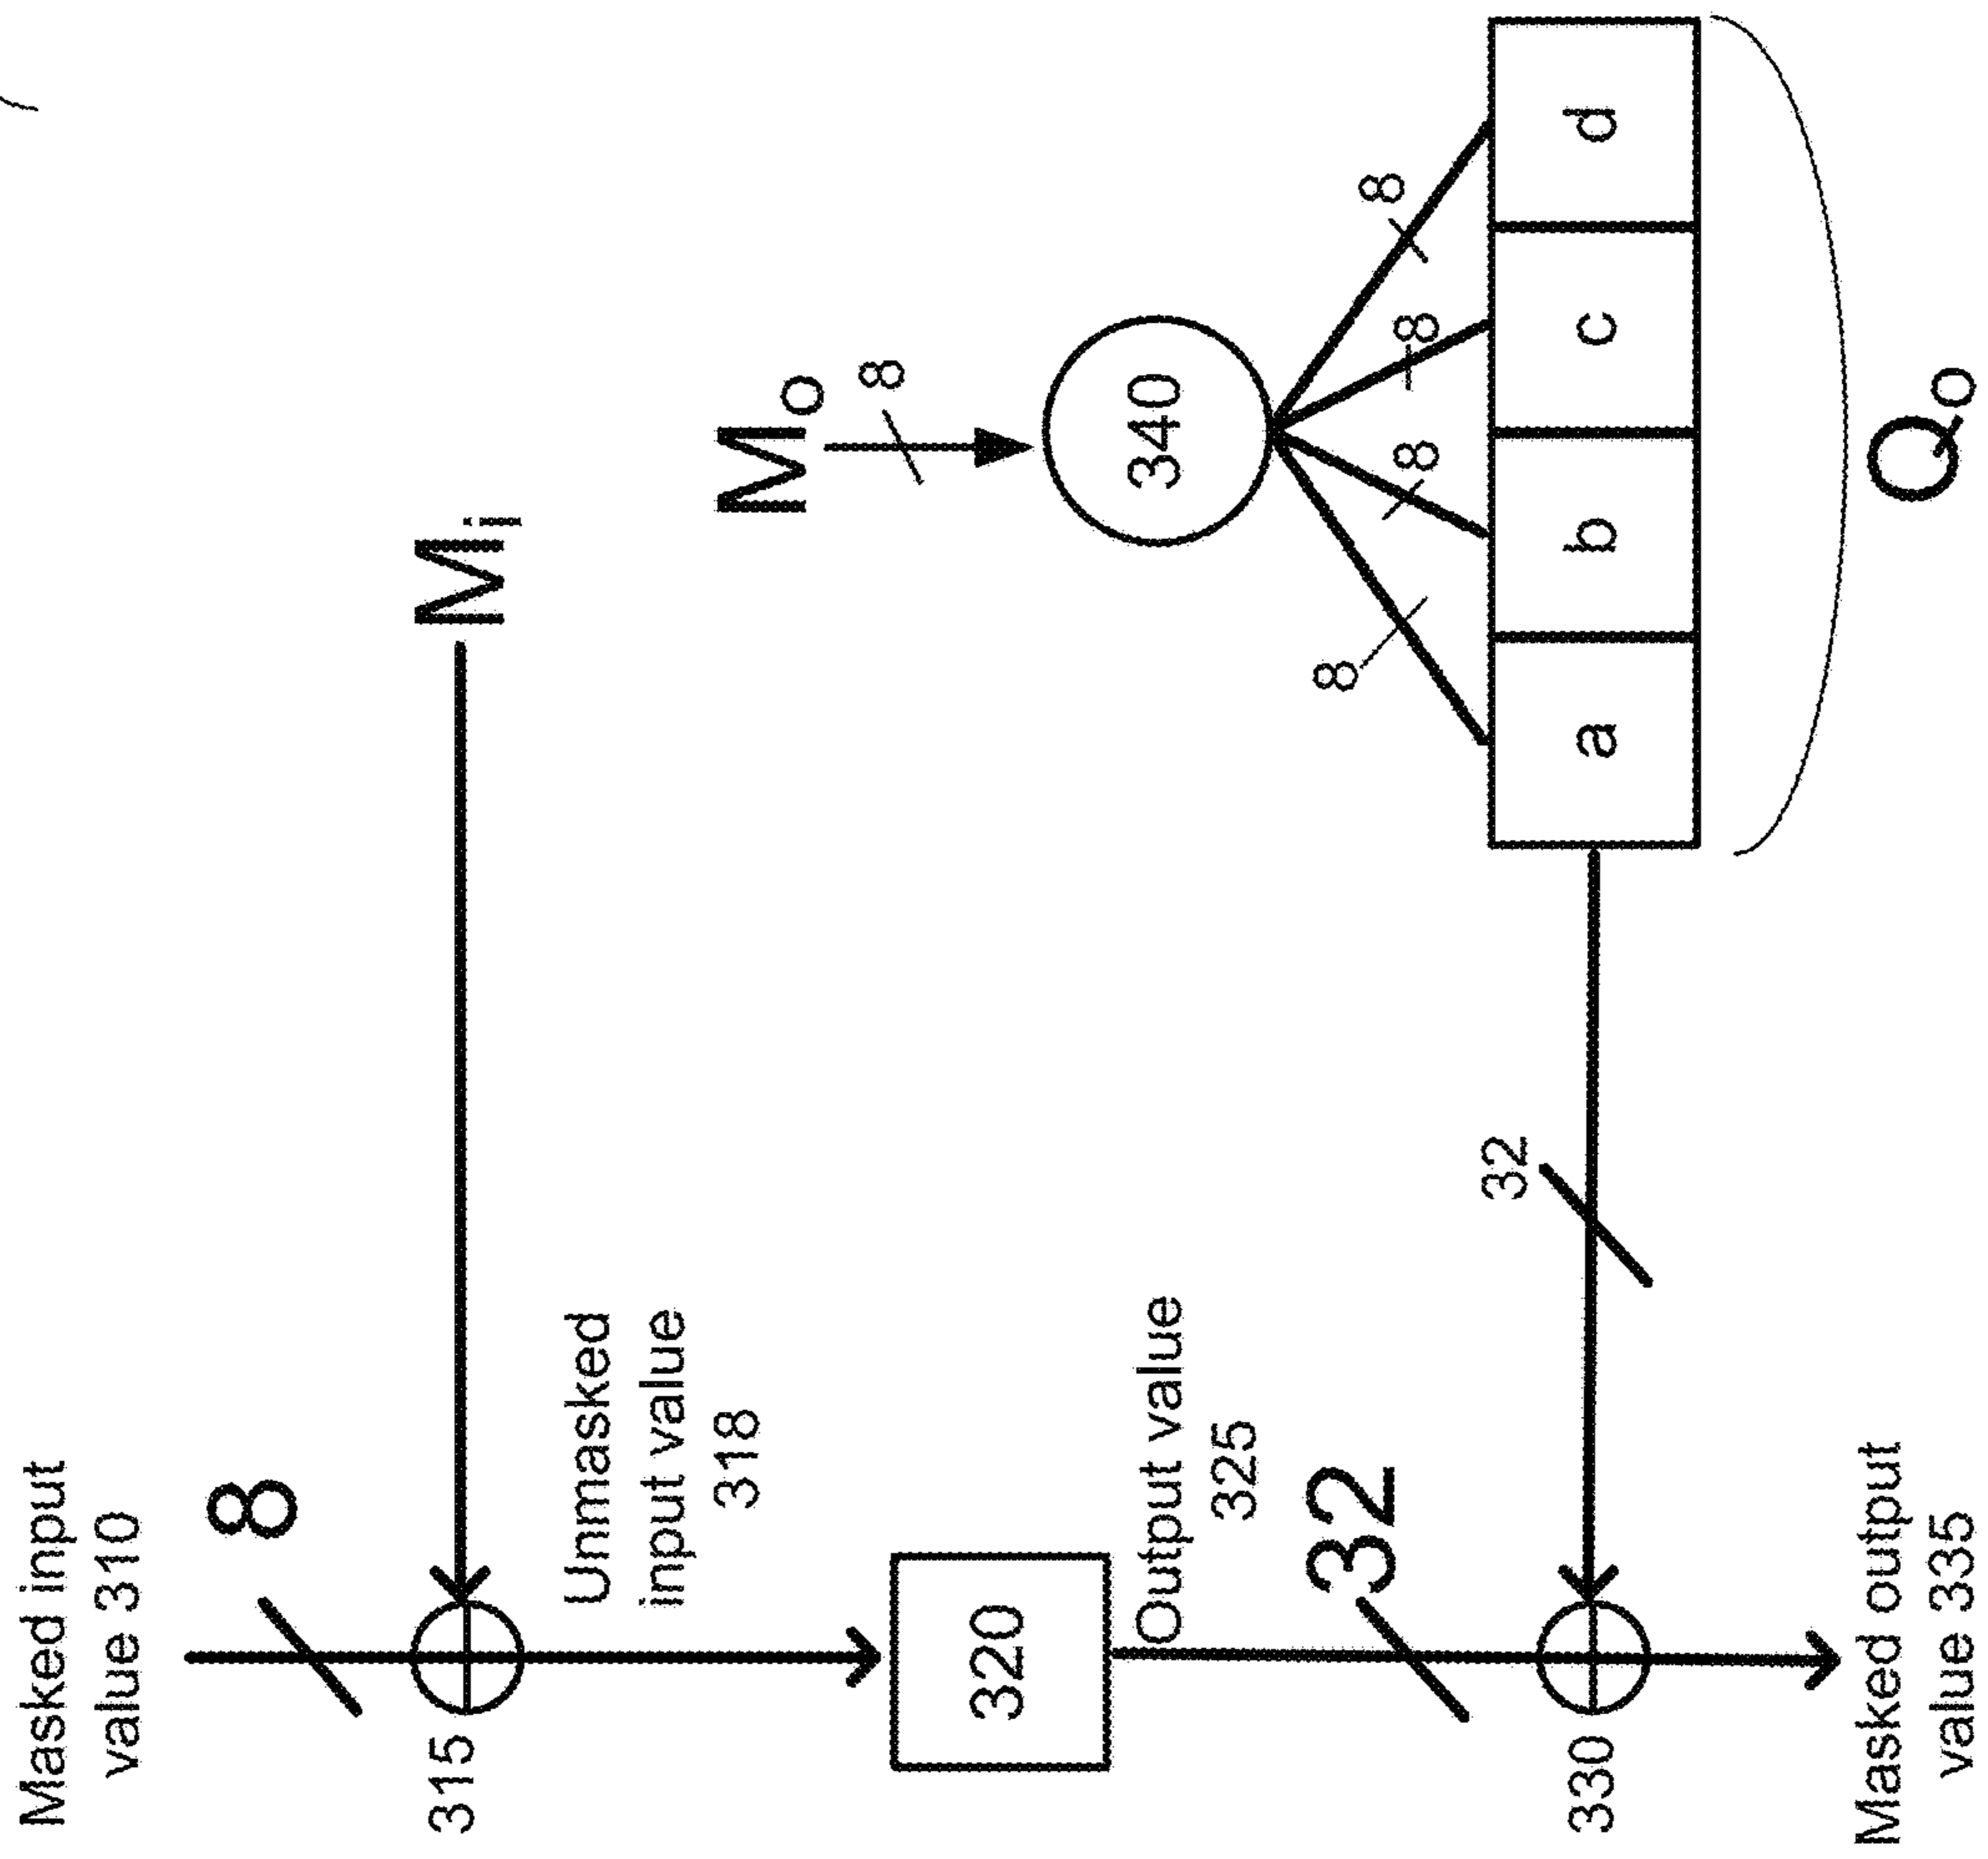 Masked input
value 310
8
315
Mi
Unmasked
input value
318
MO
8
320
340
Output value
325
8
8
8
8
32
32
a b c d
330
QO
Masked output
value 335